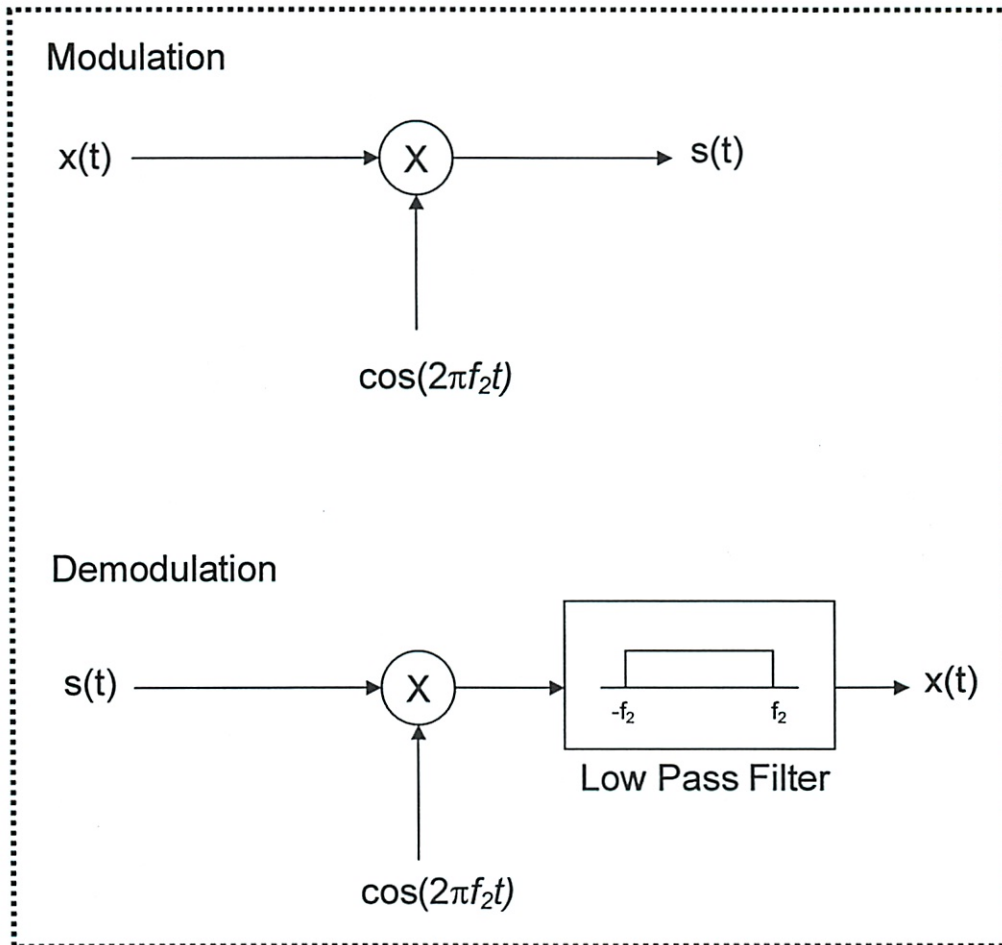 Modulation
x(t) X s(t)
cos(2πf₂t)
Demodulation
s(t) X x(t)
-f₂ f₂
Low Pass Filter
cos(2πf₂t)